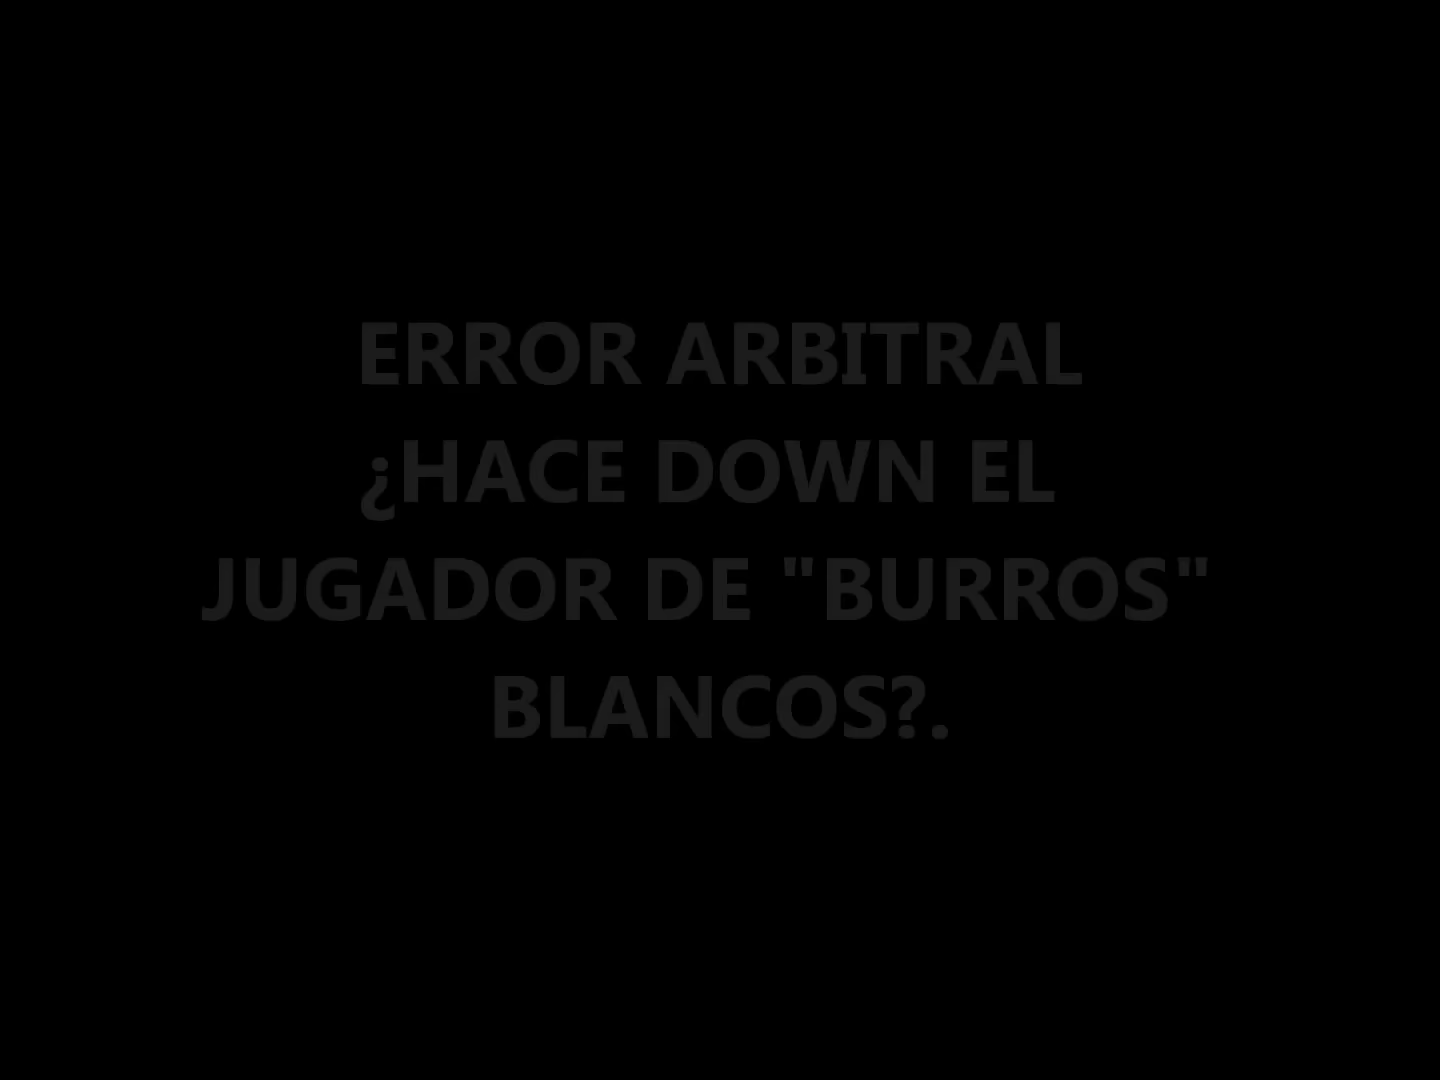 ERROR ARBITRAL
¿HACE DOWN EL
JUGADOR DE "BURROS"
BLANCOS?.